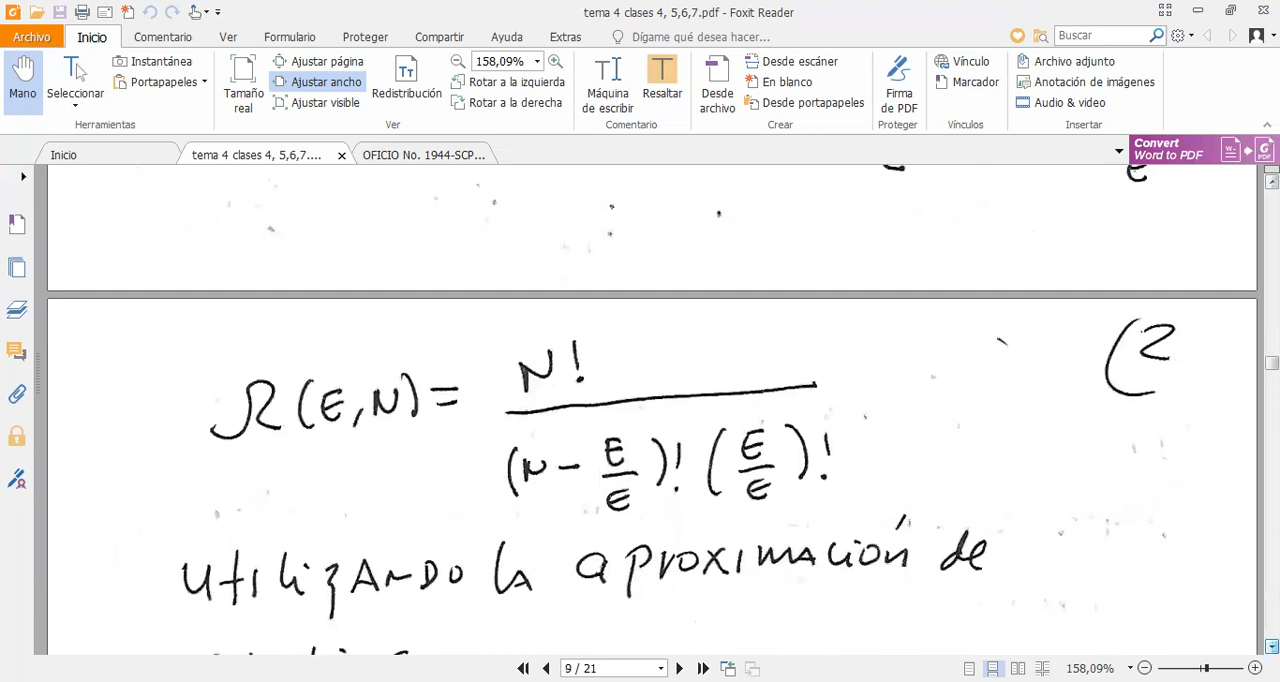 tema 4 clases 4, 5,6,7.pdf - Foxit Reader
Archivo Inicio Comentario Ver Formulario Proteger Compartir Ayuda Extras Dígame qué desea hacer... Buscar
Mano
Seleccionar
Instantánea
Portapapeles
Herramientas
Tamaño real
Ajustar página
Ajustar ancho
Ajustar visible
Redistribución
158,09%
Rotar a la izquierda
Rotar a la derecha
Ver
Máquina de escribir
Resaltar
Comentario
Desde archivo
Desde escáner
En blanco
Desde portapapeles
Crear
Firma de PDF
Proteger
Vínculo
Marcador
Vínculos
Archivo adjunto
Anotación de imágenes
Audio & video
Insertar
Inicio tema 4 clases 4, 5,6,7.... OFICIO No. 1944-SCP...
Convert
Word to PDF
Ω(E,N)= N! / (N - E/ϵ)! (E/ϵ)! (2
utilizando la aproximación de
9 / 21 158,09%